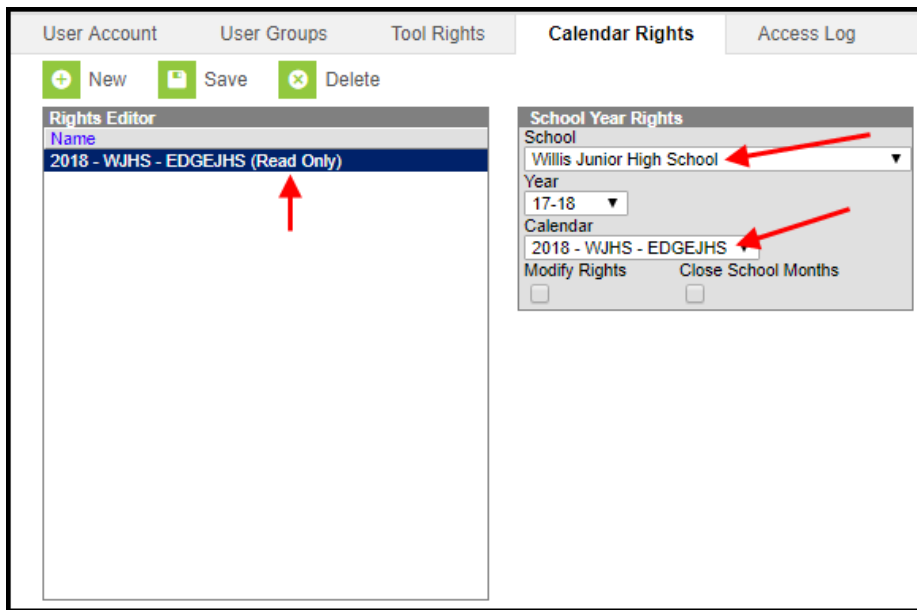 User Account User Groups Tool Rights Calendar Rights Access Log
New Save Delete
Rights Editor
Name
2018 - WJHS - EDGEJHS (Read Only)
School Year Rights
School
Willis Junior High School
Year
17-18
Calendar
2018 - WJHS - EDGEJHS
Modify Rights Close School Months